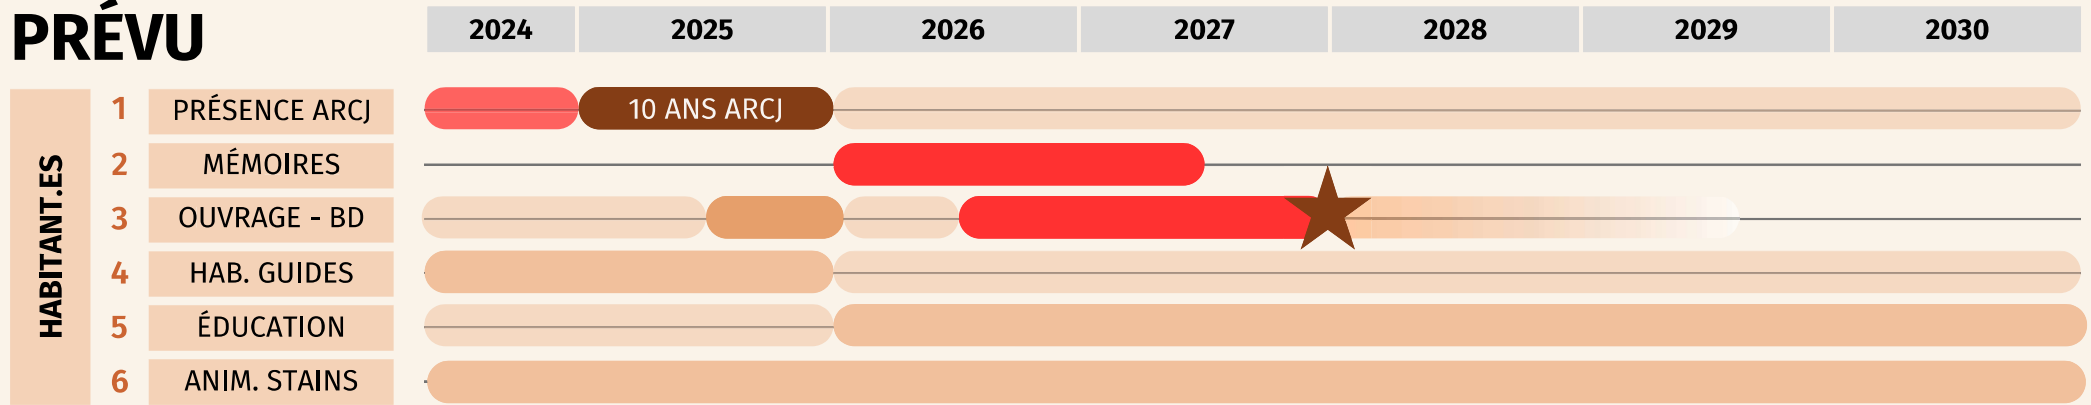 PRÉVU
2024 2025 2026 2027 2028 2029 2030
HABITANT.ES
1 PRÉSENCE ARCJ 10 ANS ARCJ
2 MÉMOIRES
3 OUVRAGE - BD
4 HAB. GUIDES
5 ÉDUCATION
6 ANIM. STAINS